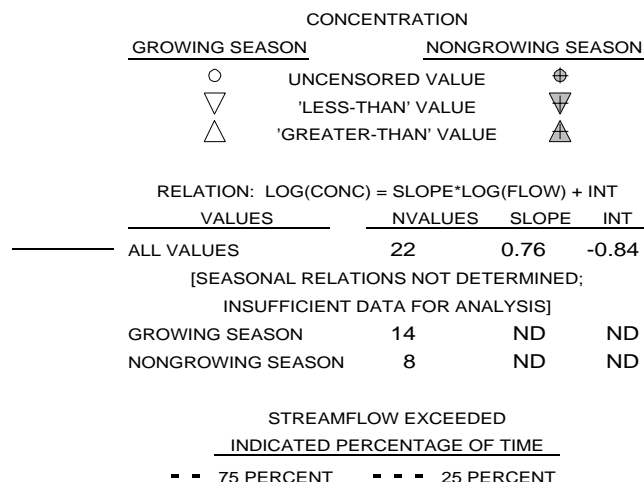 CONCENTRATION
GROWING SEASON NONGROWING SEASON
UNCENSORED VALUE
'LESS-THAN' VALUE
'GREATER-THAN' VALUE
RELATION: LOG(CONC) = SLOPE*LOG(FLOW) + INT
VALUES NVALUES SLOPE INT
ALL VALUES 22 0.76 -0.84
[SEASONAL RELATIONS NOT DETERMINED;
INSUFFICIENT DATA FOR ANALYSIS]
GROWING SEASON 14 ND ND
NONGROWING SEASON 8 ND ND
STREAMFLOW EXCEEDED
INDICATED PERCENTAGE OF TIME
75 PERCENT 25 PERCENT